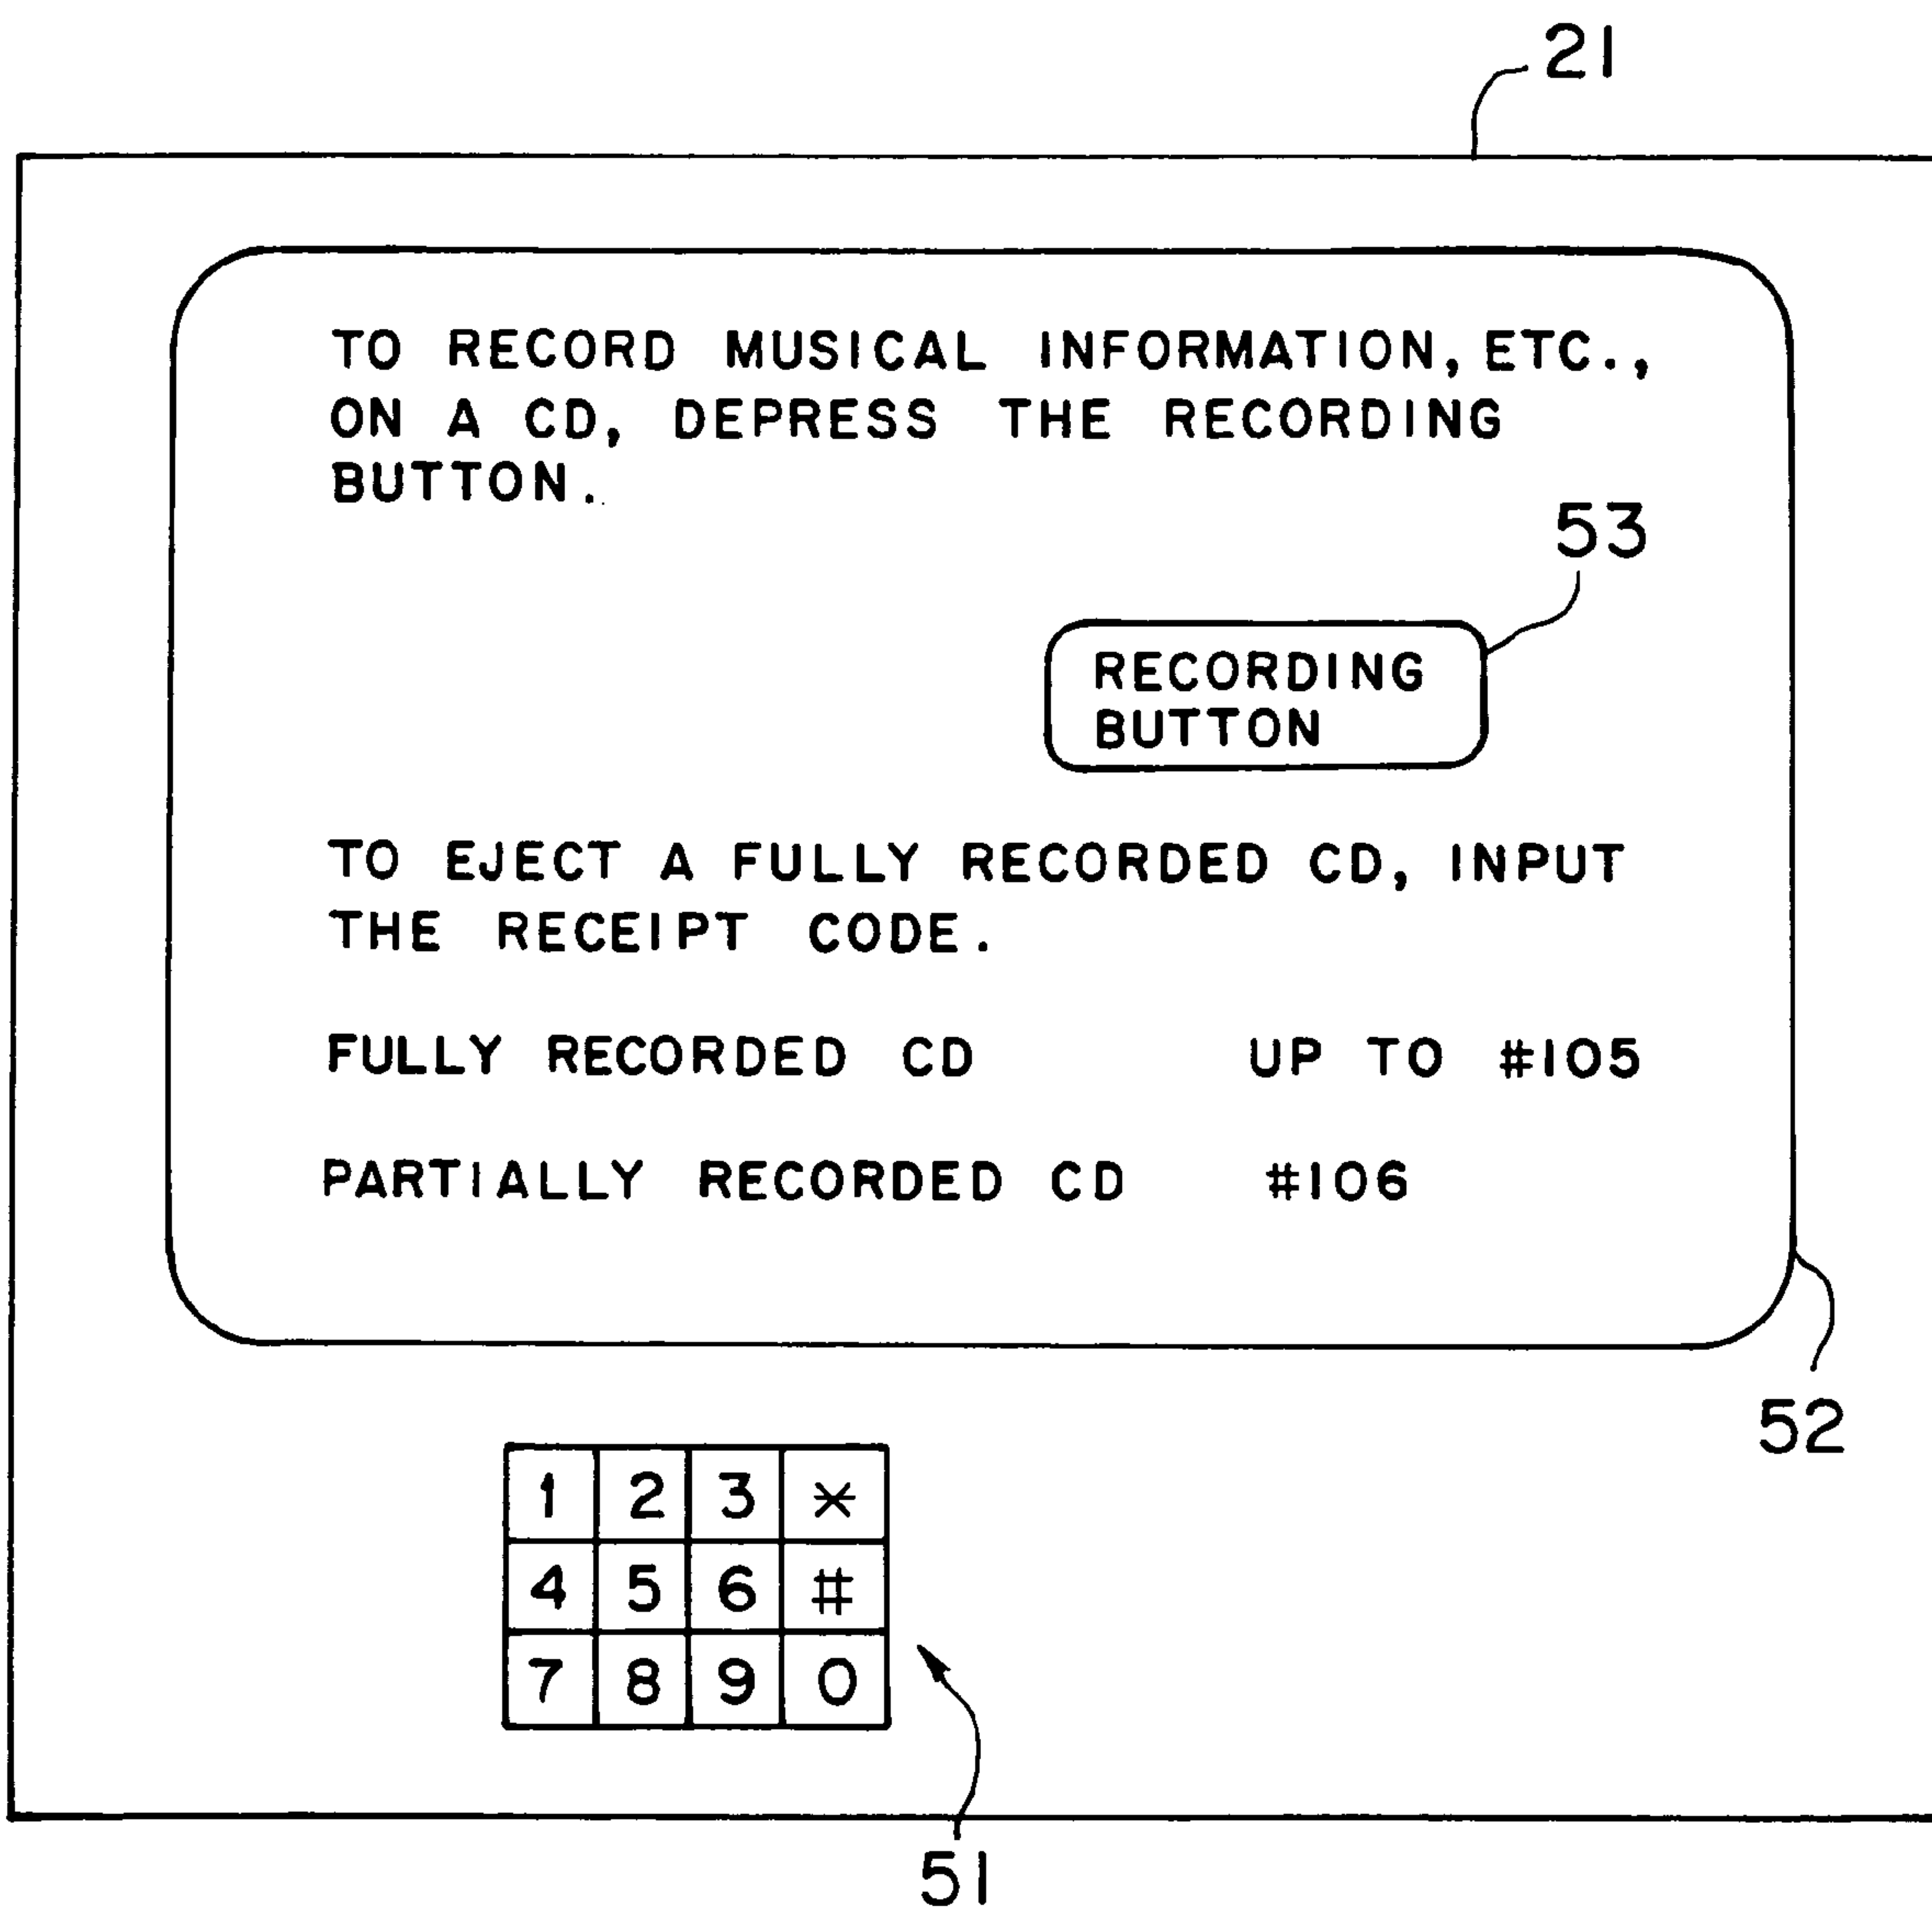 21
TO RECORD MUSICAL INFORMATION, ETC.,
ON A CD, DEPRESS THE RECORDING
BUTTON.
53
RECORDING
BUTTON
TO EJECT A FULLY RECORDED CD, INPUT
THE RECEIPT CODE.
FULLY RECORDED CD UP TO #105
PARTIALLY RECORDED CD #106
52
1 2 3 *
4 5 6 #
7 8 9 0
51